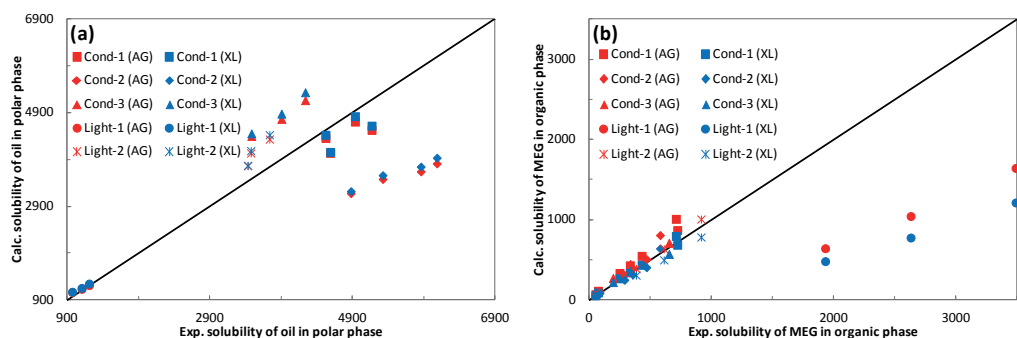 (a)
6900
4900
2900
900
Calc. solubility of oil in polar phase
Cond-1 (AG)
Cond-1 (XL)
Cond-2 (AG)
Cond-2 (XL)
Cond-3 (AG)
Cond-3 (XL)
Light-1 (AG)
Light-1 (XL)
Light-2 (AG)
Light-2 (XL)
900
2900
4900
6900
Exp. solubility of oil in polar phase
(b)
3000
2000
1000
0
Calc. solubility of MEG in organic phase
Cond-1 (AG)
Cond-1 (XL)
Cond-2 (AG)
Cond-2 (XL)
Cond-3 (AG)
Cond-3 (XL)
Light-1 (AG)
Light-1 (XL)
Light-2 (AG)
Light-2 (XL)
0
1000
2000
3000
Exp. solubility of MEG in organic phase